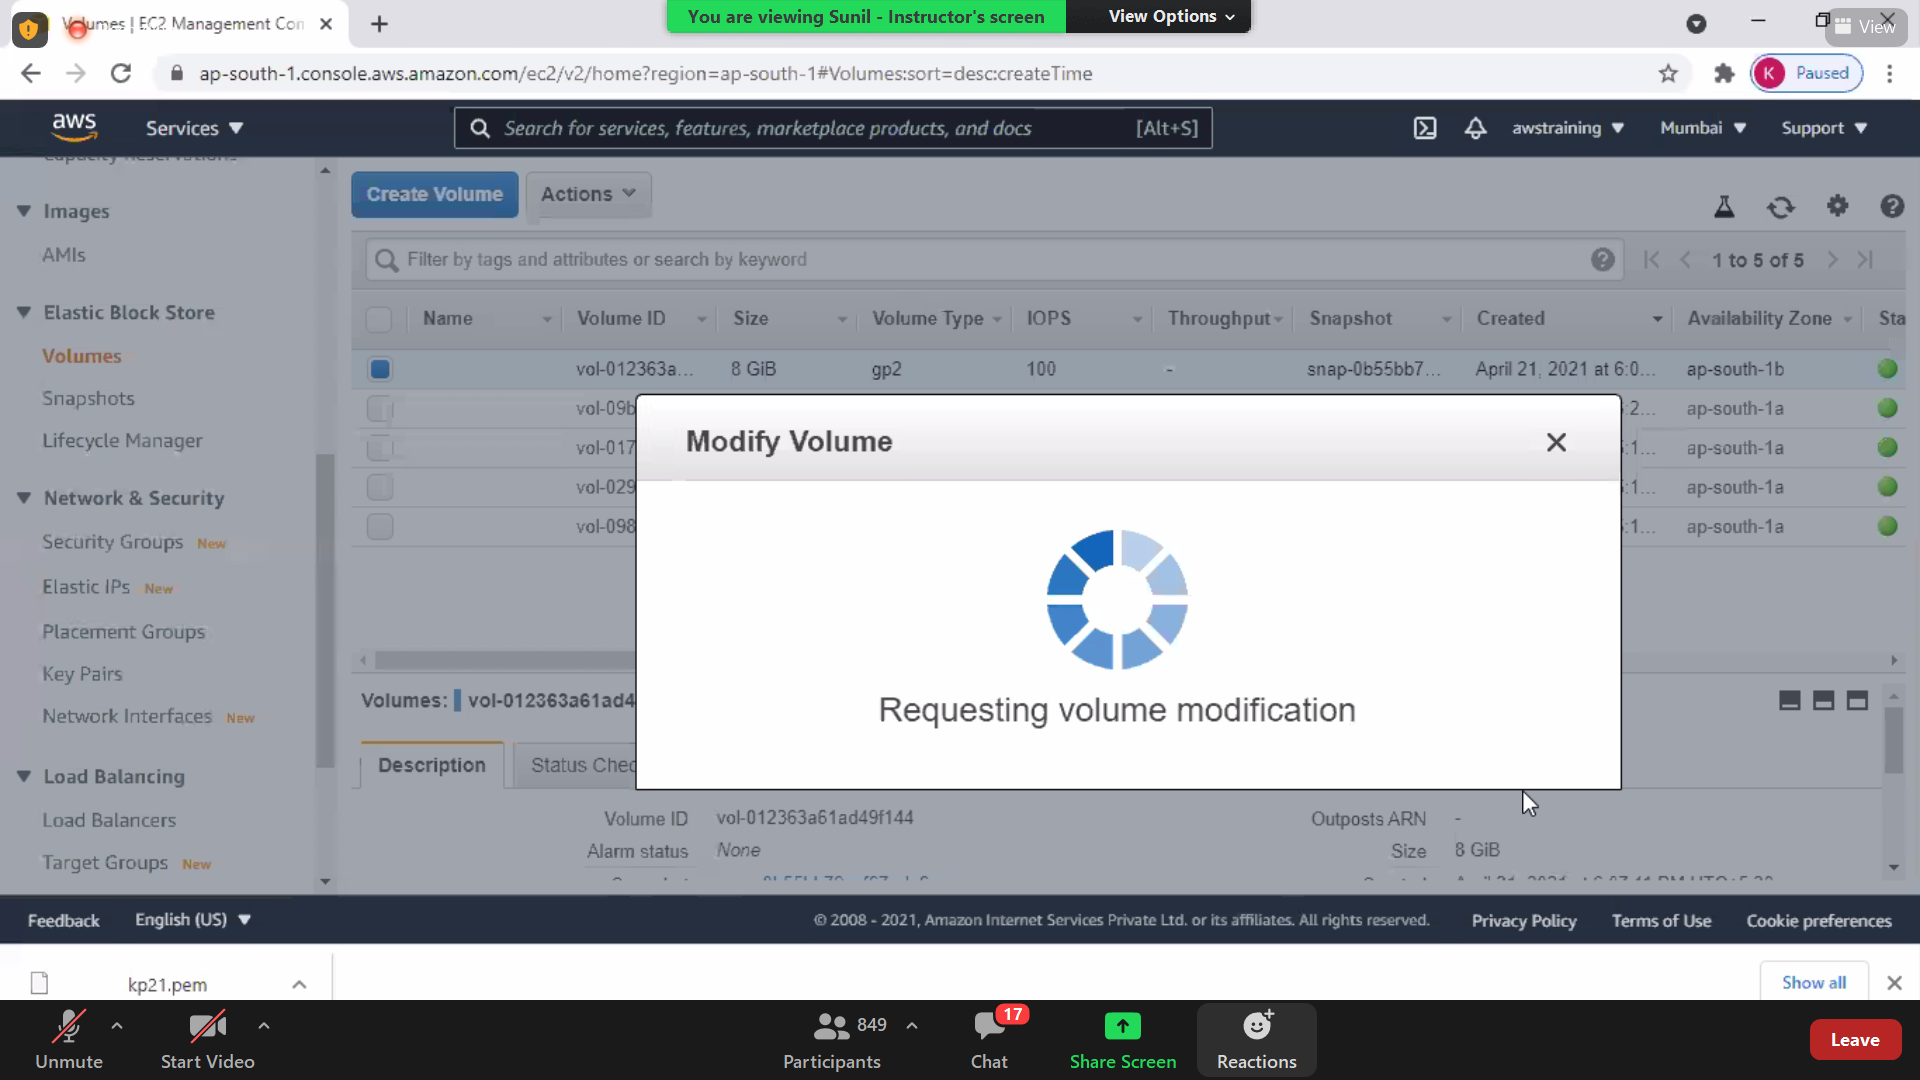 Volumes | EC2 Management Con
You are viewing Sunil - Instructor's screen
View Options
View
ap-south-1.console.aws.amazon.com/ec2/v2/home?region=ap-south-1#Volumes:sort=desc:createTime
K Paused
aws
Services
Search for services, features, marketplace products, and docs [Alt+S]
awstraining
Mumbai
Support
Capacity Reservations
Images
AMIs
Elastic Block Store
Volumes
Snapshots
Lifecycle Manager
Network & Security
Security Groups New
Elastic IPs New
Placement Groups
Key Pairs
Network Interfaces New
Load Balancing
Load Balancers
Target Groups New
Create Volume
Actions
Filter by tags and attributes or search by keyword
1 to 5 of 5
Name Volume ID Size Volume Type IOPS Throughput Snapshot Created Availability Zone Sta
vol-012363a... 8 GiB gp2 100 - snap-0b55bb7... April 21, 2021 at 6:0... ap-south-1b
vol-09b :2... ap-south-1a
vol-017 :1... ap-south-1a
vol-029 :1... ap-south-1a
vol-098 :1... ap-south-1a
Modify Volume
Requesting volume modification
Volumes: vol-012363a61ad4
Description
Status Chec
Volume ID vol-012363a61ad49f144
Outposts ARN -
Alarm status None
Size 8 GiB
Feedback
English (US)
© 2008 - 2021, Amazon Internet Services Private Ltd. or its affiliates. All rights reserved.
Privacy Policy
Terms of Use
Cookie preferences
kp21.pem
Show all
Unmute
Start Video
849
Participants
17
Chat
Share Screen
Reactions
Leave